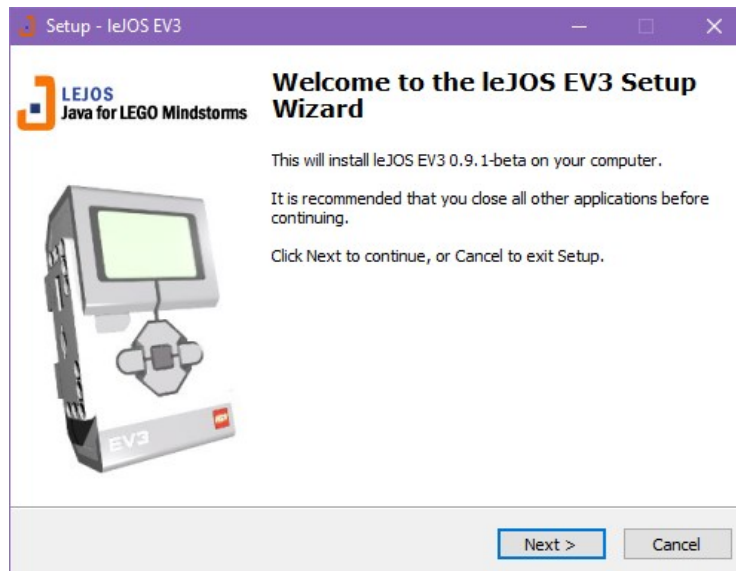 Setup - leJOS EV3
LEJOS
Java for LEGO Mindstorms
Welcome to the leJOS EV3 Setup
Wizard
This will install leJOS EV3 0.9.1-beta on your computer.
It is recommended that you close all other applications before
continuing.
Click Next to continue, or Cancel to exit Setup.
EV3
LEGO
Next >
Cancel